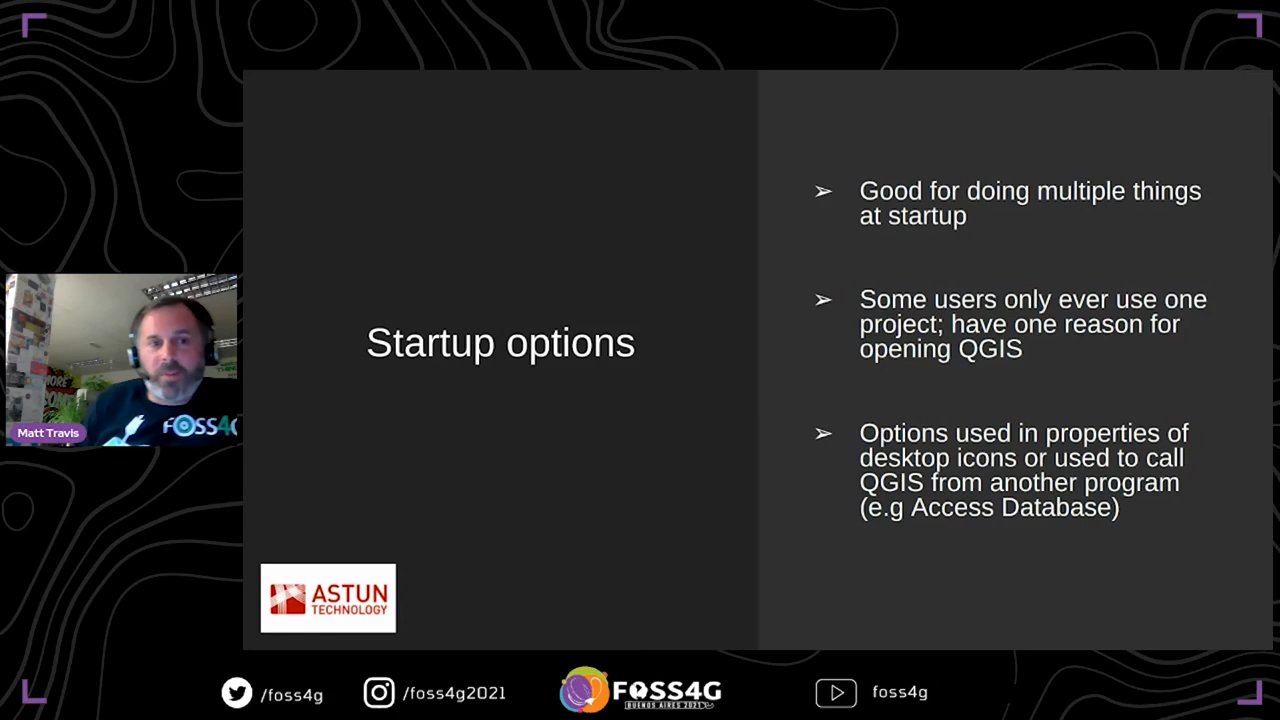 Startup options
➢ Good for doing multiple things
at startup
➢ Some users only ever use one
project; have one reason for
opening QGIS
➢ Options used in properties of
desktop icons or used to call
QGIS from another program
(e.g Access Database)
MORE
FOSS4G
Matt Travis
ASTUN
TECHNOLOGY
/foss4g
/foss4g2021
FOSS4G
BUENOS AIRES 2021
foss4g